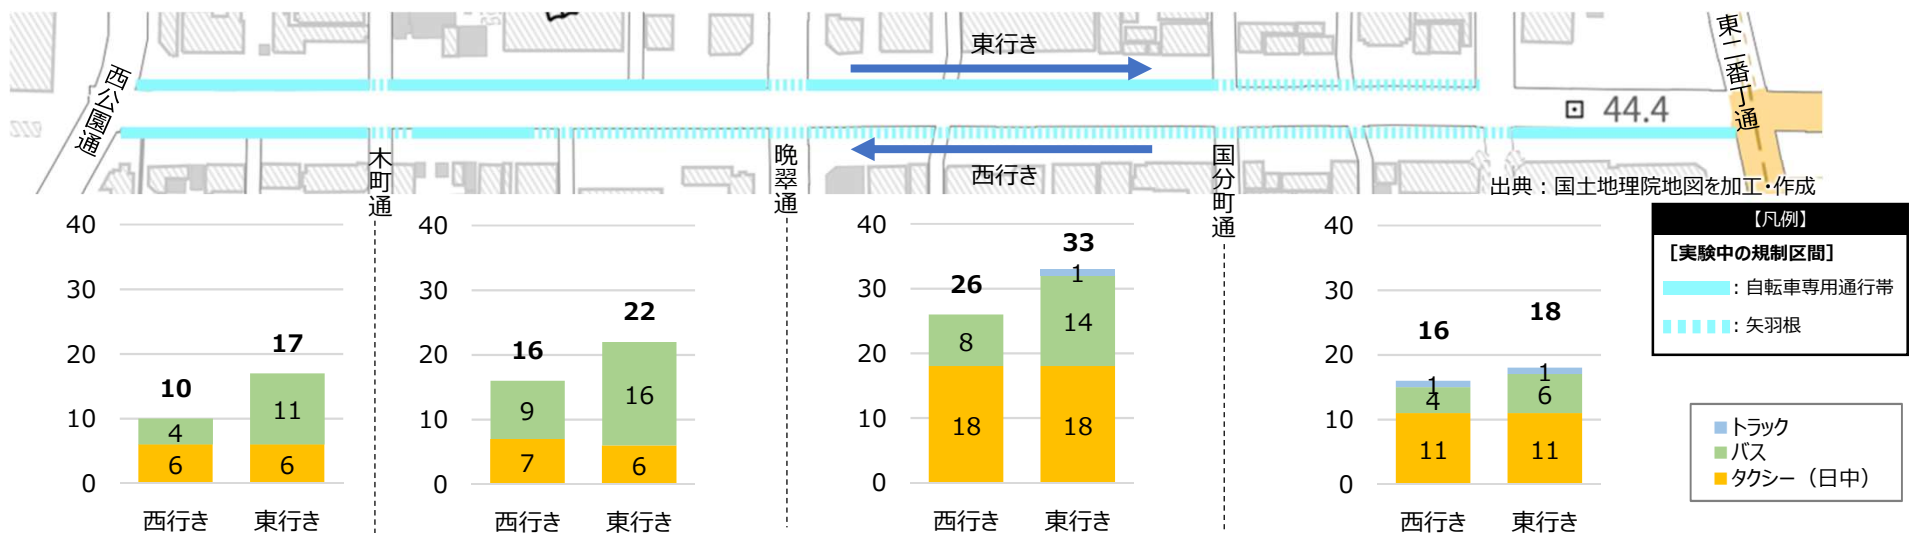 東行き
西公園通
木町通
晩翠通
国分町通
東二番丁通
44.4
西行き
出典：国土地理院地図を加工・作成
【凡例】
[実験中の規制区間]
：自転車専用通行帯
：矢羽根
40
30
20
10
0
10
4
6
17
11
6
西行き
東行き
40
30
20
10
0
16
9
7
22
16
6
西行き
東行き
40
30
20
10
0
26
8
18
33
1
14
18
西行き
東行き
40
30
20
10
0
16
1
4
11
18
1
6
11
西行き
東行き
トラック
バス
タクシー（日中）